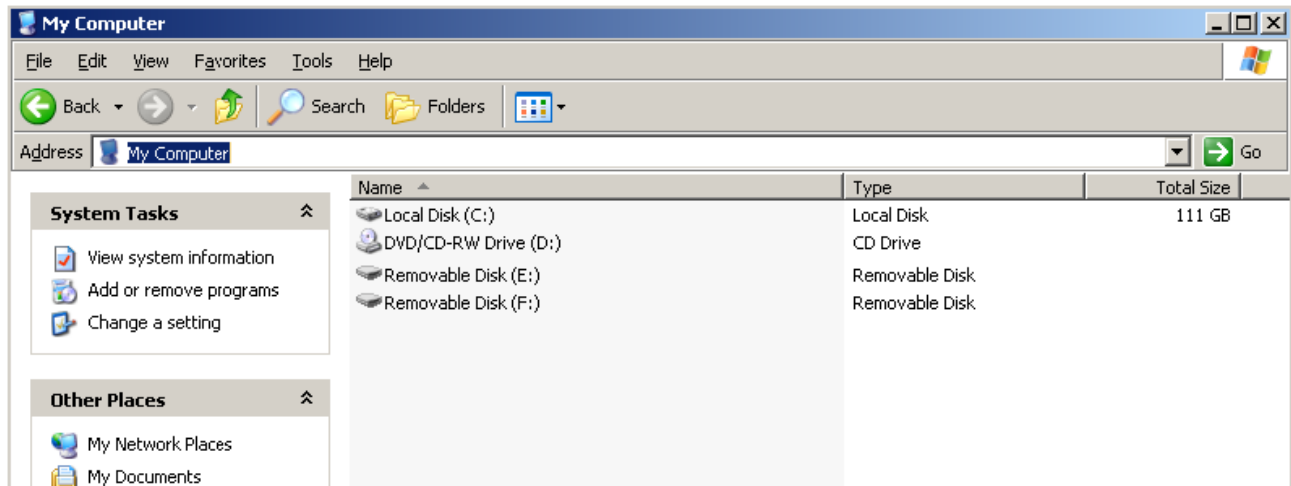 My Computer
File Edit View Favorites Tools Help
Back Search Folders
Address My Computer Go
System Tasks
View system information
Add or remove programs
Change a setting
Other Places
My Network Places
My Documents
Name Type Total Size
Local Disk (C:) Local Disk 111 GB
DVD/CD-RW Drive (D:) CD Drive
Removable Disk (E:) Removable Disk
Removable Disk (F:) Removable Disk